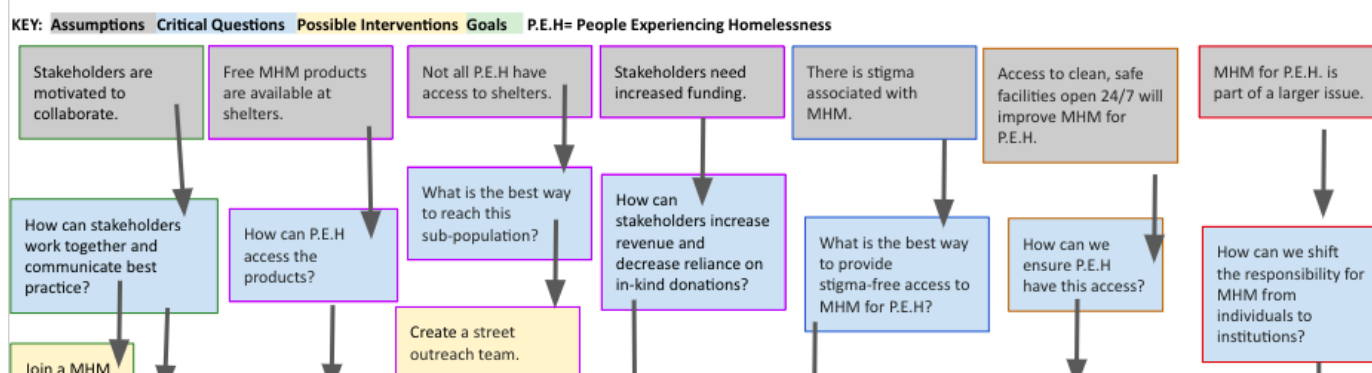 KEY: Assumptions Critical Questions Possible Interventions Goals P.E.H= People Experiencing Homelessness
Stakeholders are
motivated to
collaborate.
Free MHM products
are available at
shelters.
Not all P.E.H have
access to shelters.
Stakeholders need
increased funding.
There is stigma
associated with
MHM.
Access to clean, safe
facilities open 24/7 will
improve MHM for
P.E.H.
MHM for P.E.H. is
part of a larger issue.
How can stakeholders
work together and
communicate best
practice?
How can P.E.H
access the
products?
What is the best way
to reach this
sub-population?
How can
stakeholders increase
revenue and
decrease reliance on
in-kind donations?
What is the best way
to provide
stigma-free access to
MHM for P.E.H?
How can we
ensure P.E.H
have this access?
How can we shift
the responsibility for
MHM from
individuals to
institutions?
Join a MHM
Create a street
outreach team.